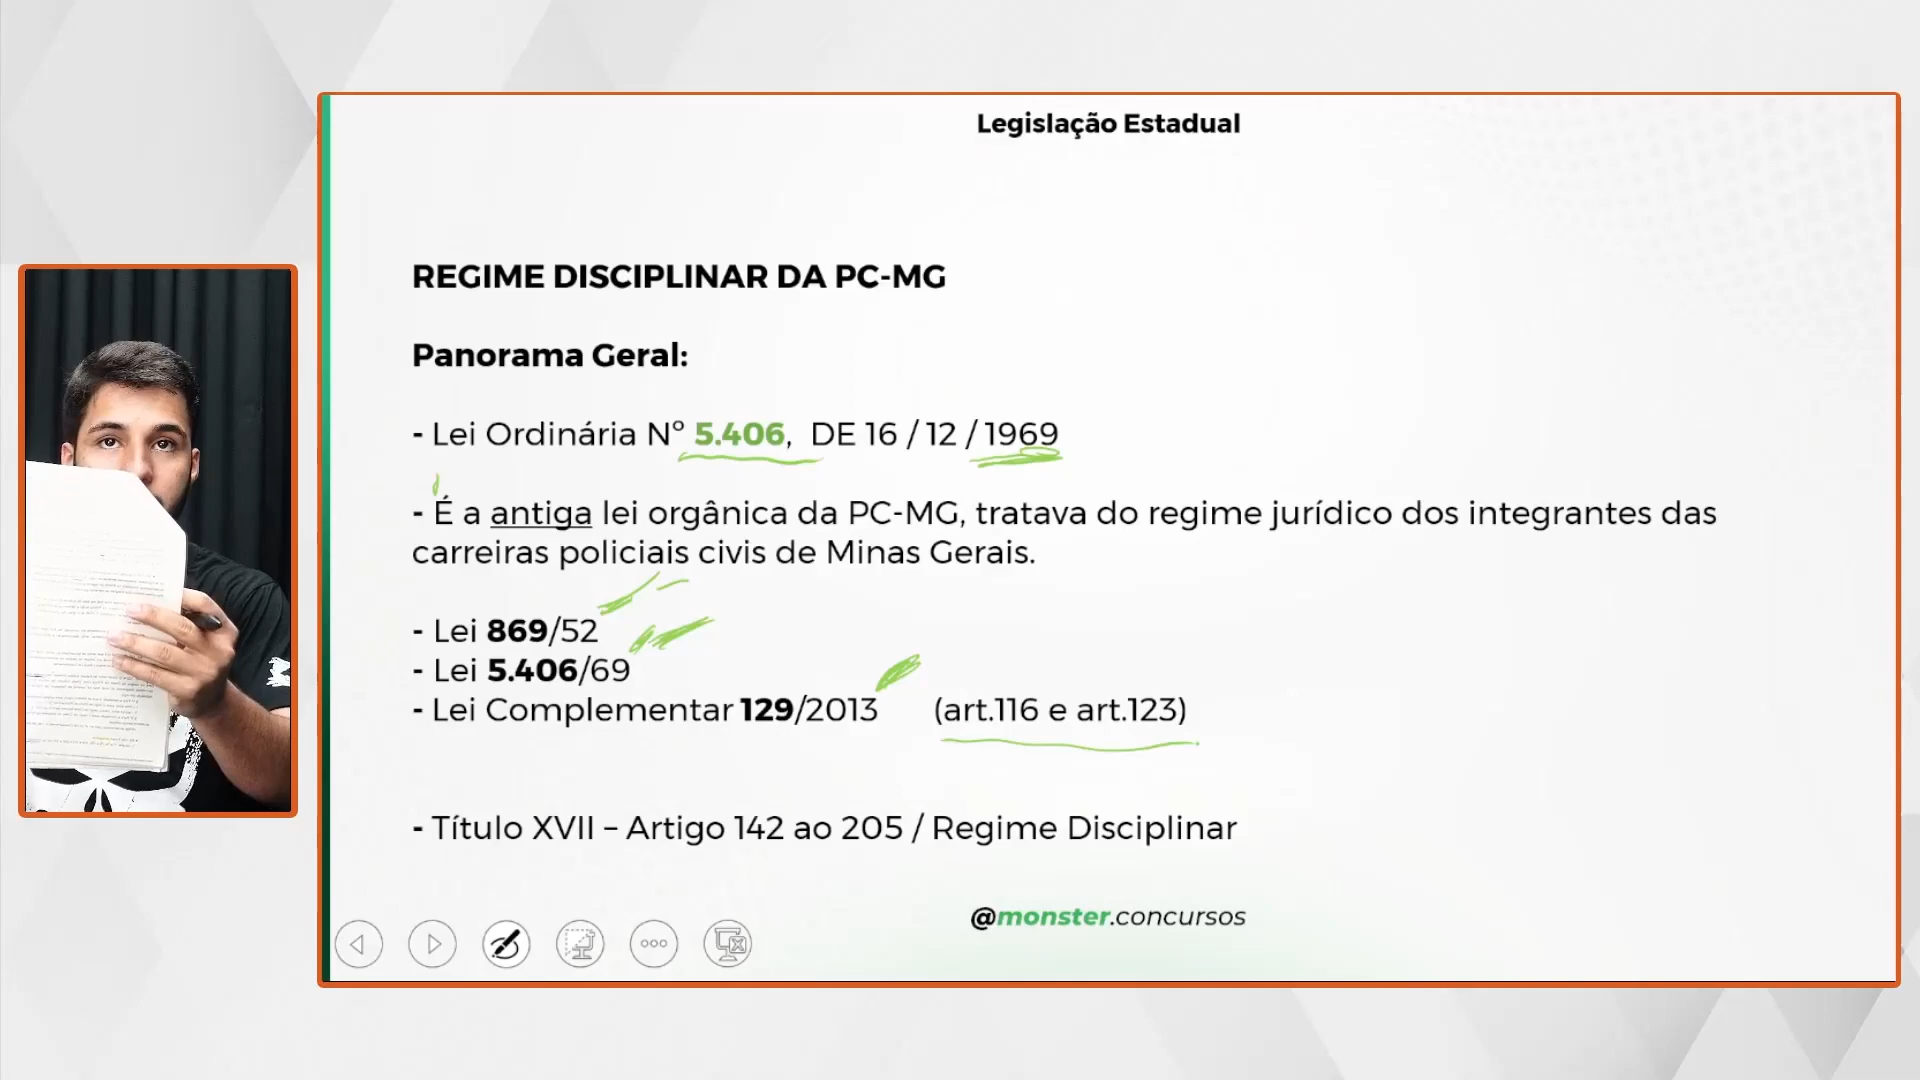 Legislação Estadual
REGIME DISCIPLINAR DA PC-MG
Panorama Geral:
- Lei Ordinária Nº 5.406, DE 16 / 12 / 1969
- É a antiga lei orgânica da PC-MG, tratava do regime jurídico dos integrantes das
carreiras policiais civis de Minas Gerais.
- Lei 869/52
- Lei 5.406/69
- Lei Complementar 129/2013 (art.116 e art.123)
- Título XVII – Artigo 142 ao 205 / Regime Disciplinar
@monster.concursos